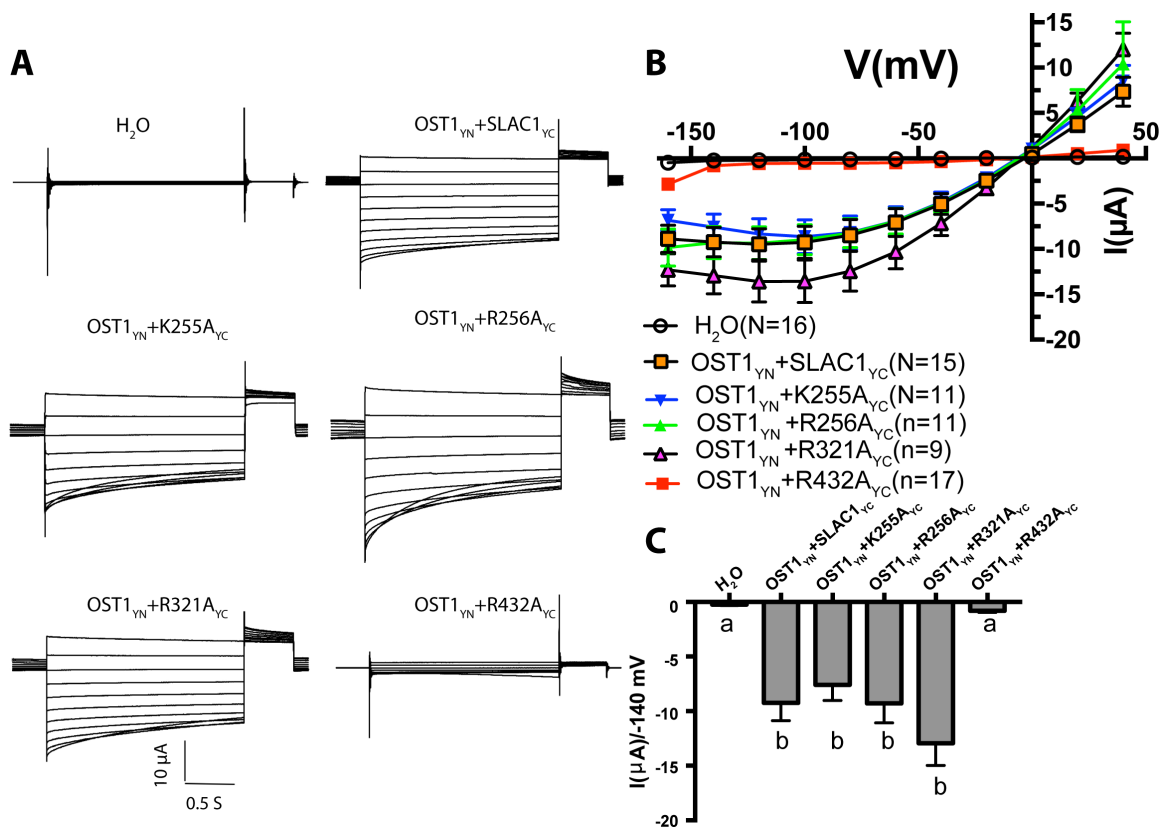 A
H2O
OST1YN+SLAC1YC
OST1YN+K255AYC
OST1YN+R256AYC
OST1YN+R321AYC
OST1YN+R432AYC
10 µA
0.5 S
B
V(mV)
-150
-100
-50
50
15
10
5
-5
-10
-15
-20
I(µA)
H2O(N=16)
OST1YN+SLAC1YC(N=15)
OST1YN+K255AYC(N=11)
OST1YN+R256AYC(n=11)
OST1YN+R321AYC(n=9)
OST1YN+R432AYC(n=17)
C
H2O
OST1YN+SLAC1YC
OST1YN+K255AYC
OST1YN+R256AYC
OST1YN+R321AYC
OST1YN+R432AYC
0
-5
-10
-15
-20
I(µA)/-140 mV
a
b
b
b
b
a